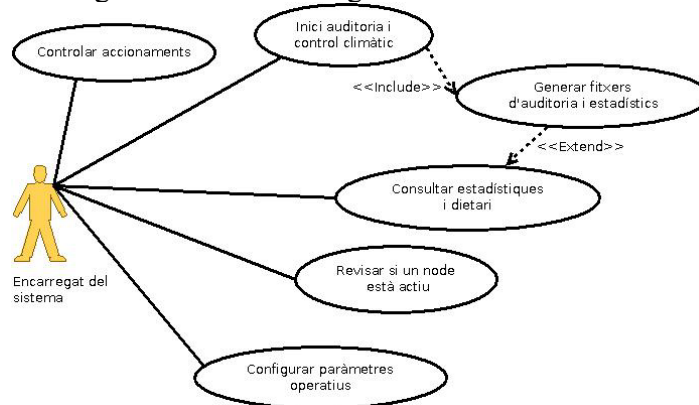 Controlar accionaments
Inici auditoria i
control climàtic
<<Include>>
Generar fitxers
d'auditoria i estadístics
<<Extend>>
Consultar estadístiques
i dietari
Encarregat del
sistema
Revisar si un node
està actiu
Configurar paràmetres
operatius